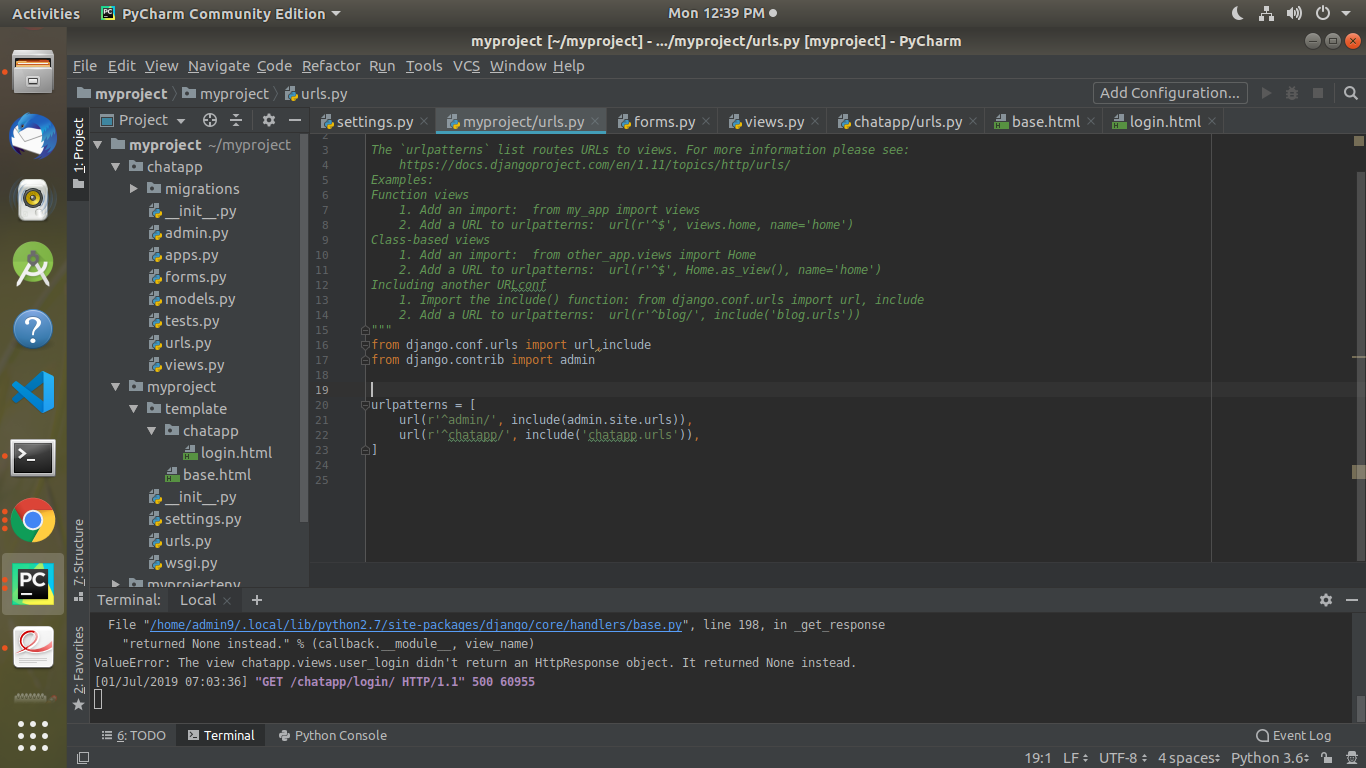 Activities PyCharm Community Edition Mon 12:39 PM
myproject [~/myproject] - .../myproject/urls.py [myproject] - PyCharm
File Edit View Navigate Code Refactor Run Tools VCS Window Help
myproject myproject urls.py Add Configuration...
Project
settings.py myproject/urls.py forms.py views.py chatapp/urls.py base.html login.html
1: Project
myproject ~/myproject
chatapp
migrations
__init__.py
admin.py
apps.py
forms.py
models.py
tests.py
urls.py
views.py
myproject
template
chatapp
login.html
base.html
__init__.py
settings.py
urls.py
wsgi.py
myprojectenv
7: Structure
2: Favorites
2
3 The `urlpatterns` list routes URLs to views. For more information please see:
4 https://docs.djangoproject.com/en/1.11/topics/http/urls/
5 Examples:
6 Function views
7 1. Add an import:  from my_app import views
8 2. Add a URL to urlpatterns:  url(r'^$', views.home, name='home')
9 Class-based views
10 1. Add an import:  from other_app.views import Home
11 2. Add a URL to urlpatterns:  url(r'^$', Home.as_view(), name='home')
12 Including another URLconf
13 1. Import the include() function: from django.conf.urls import url, include
14 2. Add a URL to urlpatterns:  url(r'^blog/', include('blog.urls'))
15 """
16 from django.conf.urls import url,include
17 from django.contrib import admin
18
19
20 urlpatterns = [
21 url(r'^admin/', include(admin.site.urls)),
22 url(r'^chatapp/', include('chatapp.urls')),
23 ]
24
25
Terminal: Local
File "/home/admin9/.local/lib/python2.7/site-packages/django/core/handlers/base.py", line 198, in _get_response
"returned None instead." % (callback.__module__, view_name)
ValueError: The view chatapp.views.user_login didn't return an HttpResponse object. It returned None instead.
[01/Jul/2019 07:03:36] "GET /chatapp/login/ HTTP/1.1" 500 60955
6: TODO Terminal Python Console Event Log
19:1 LF UTF-8 4 spaces Python 3.6